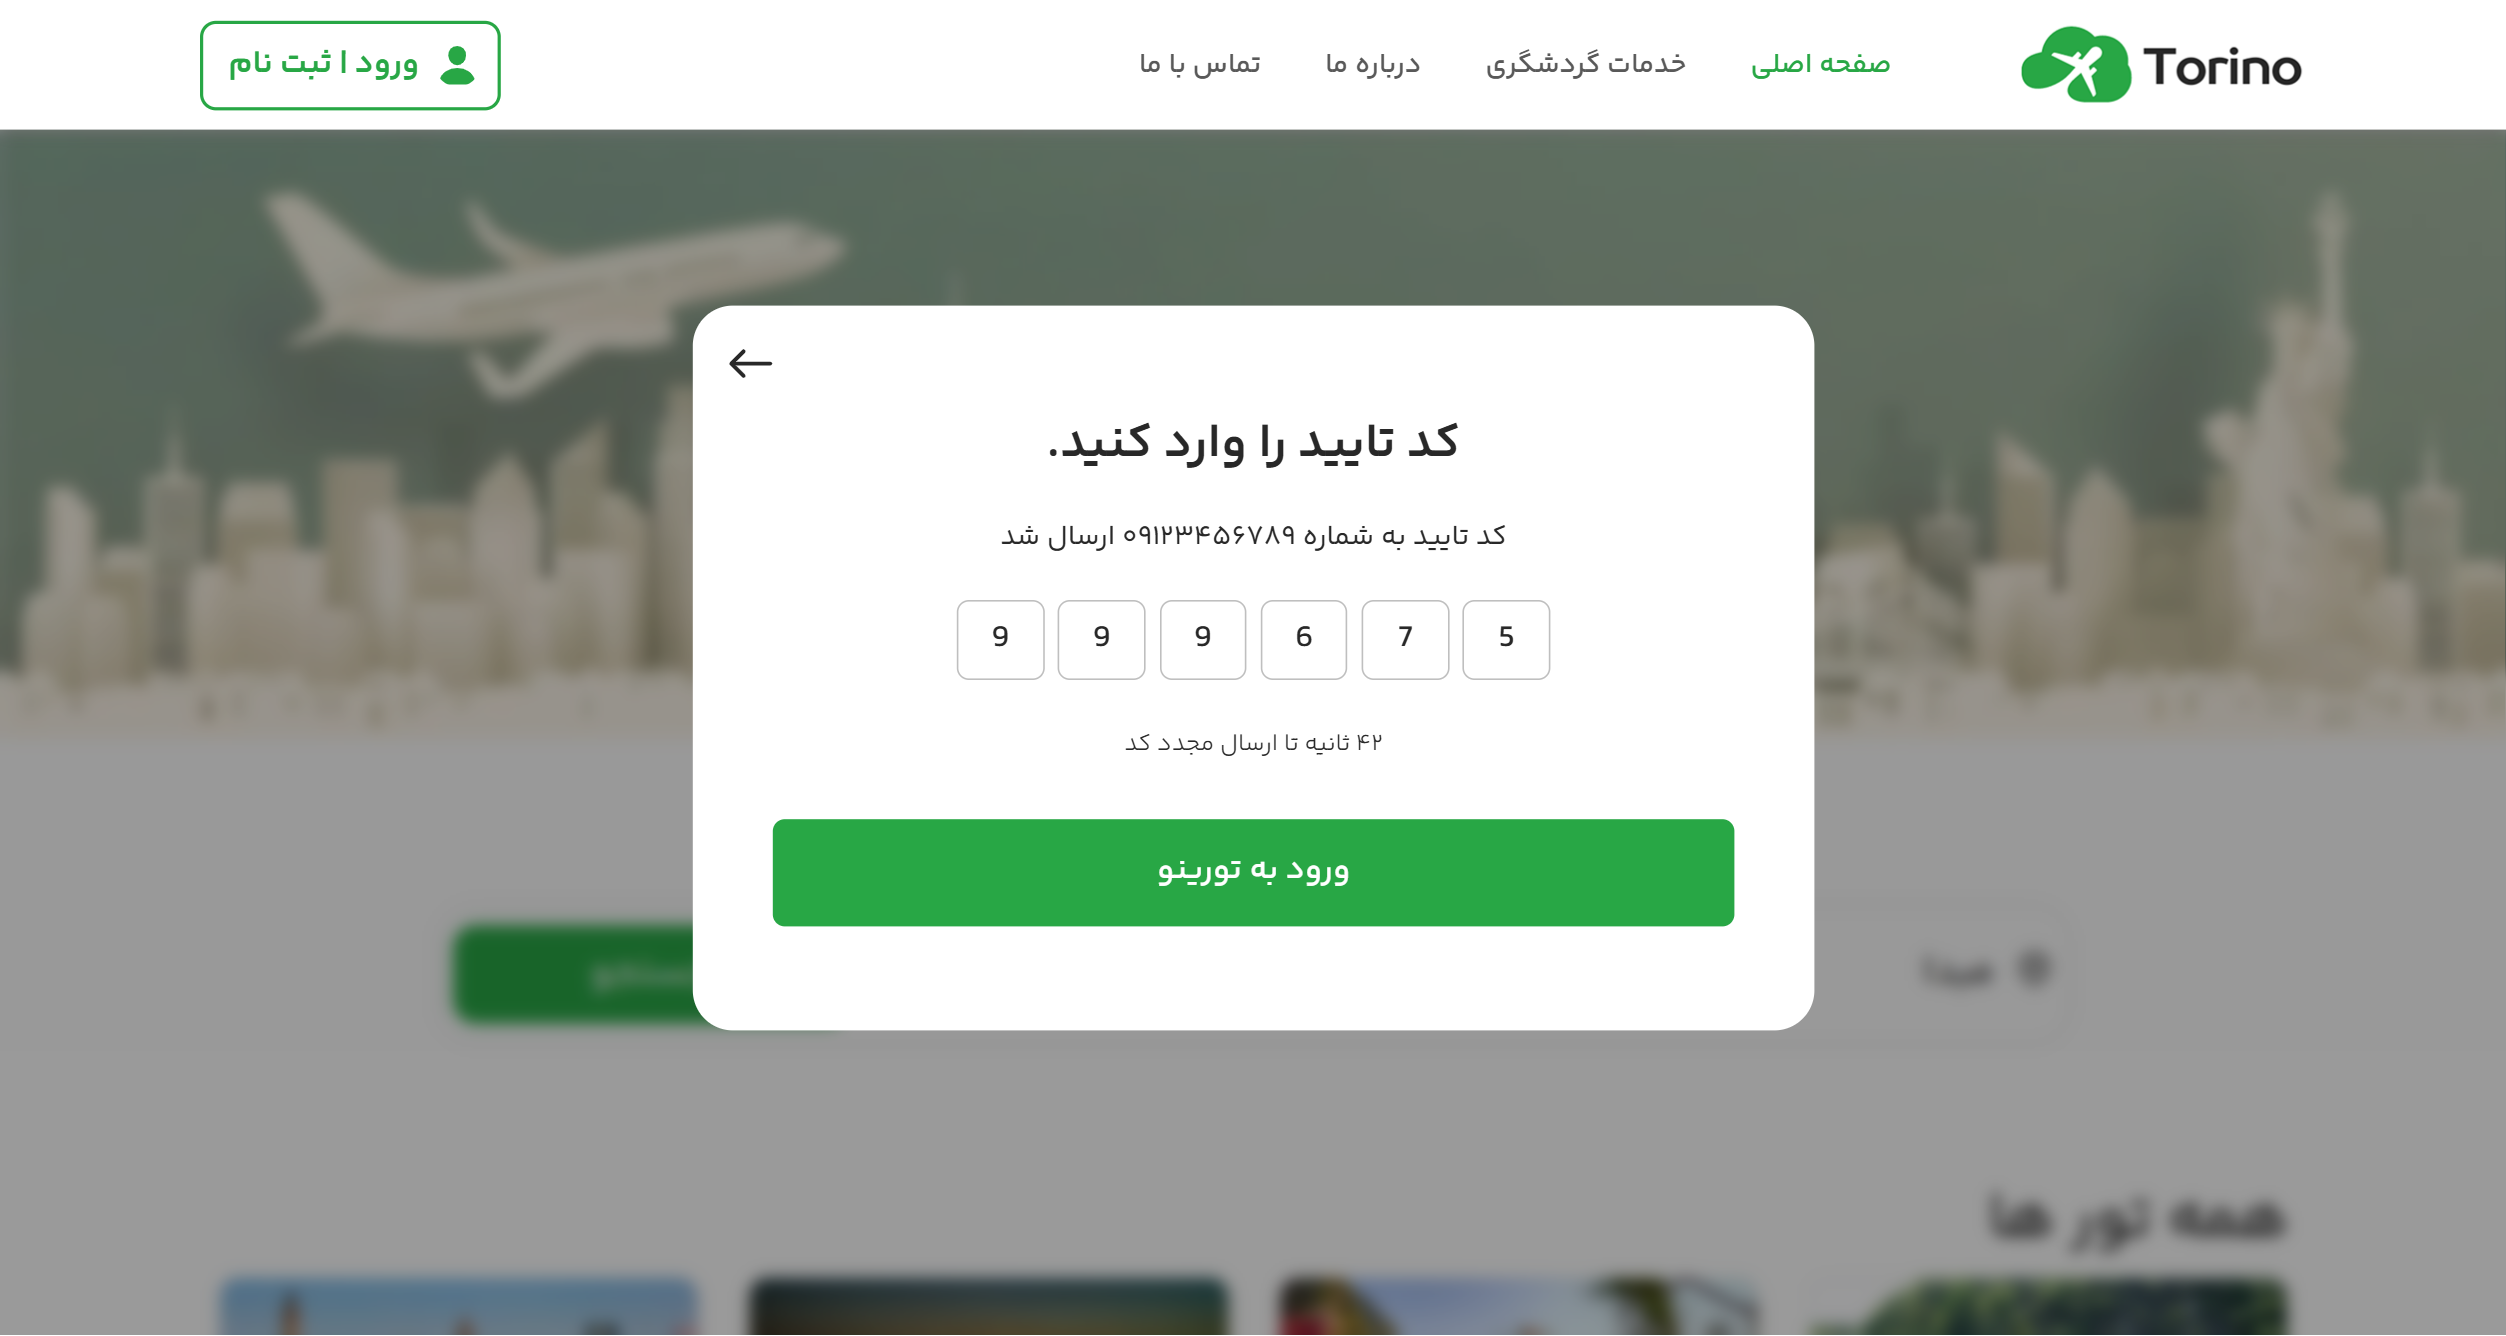 Torino
صفحه اصلی
خدمات گردشگری
درباره ما
تماس با ما
ورود | ثبت نام
کد تایید را وارد کنید.
کد تایید به شماره ۰۹۱۲۳۴۵۶۷۸۹ ارسال شد
9 9 9 6 7 5
۴۲ ثانیه تا ارسال مجدد کد
ورود به تورینو
مبدا
همه تور ها